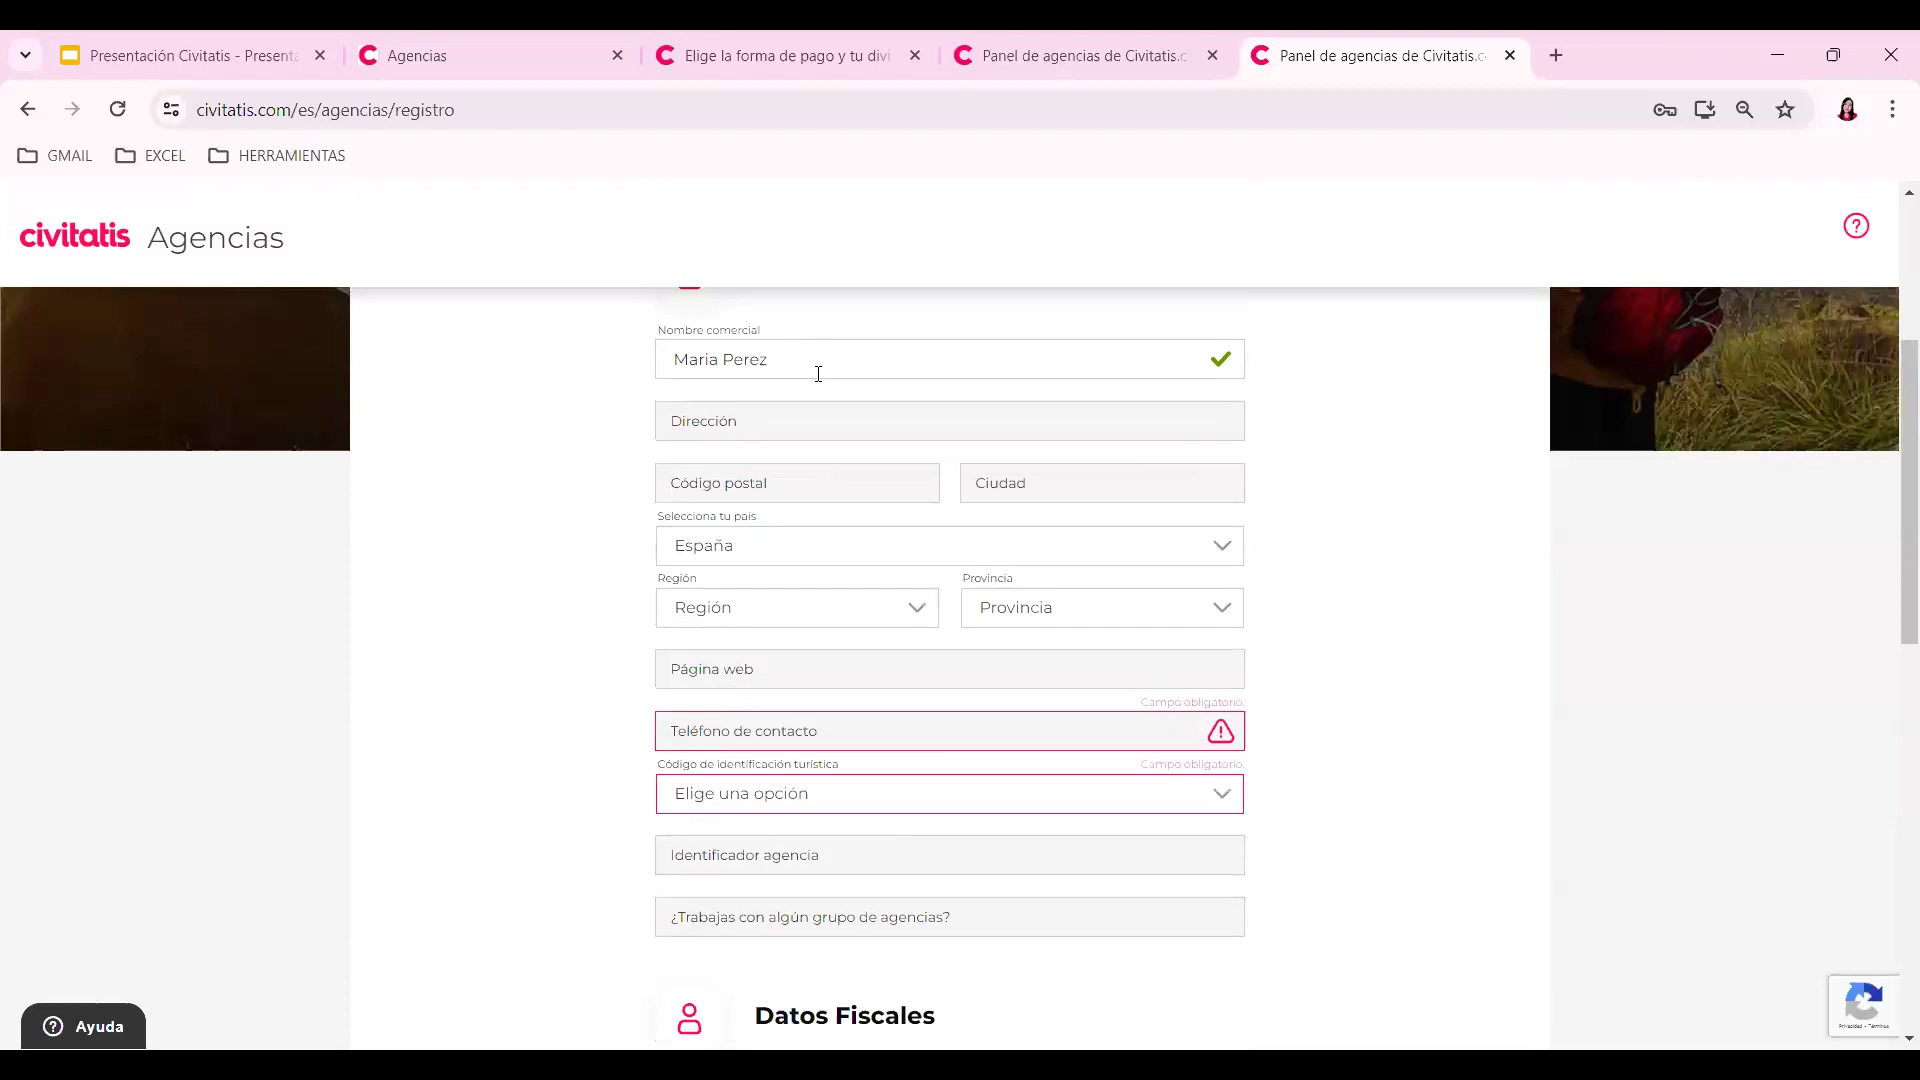 Presentación Civitatis - Presenta
Agencias
Elige la forma de pago y tu divi
Panel de agencias de Civitatis.c
Panel de agencias de Civitatis.c
civitatis.com/es/agencias/registro
GMAIL
EXCEL
HERRAMIENTAS
civitatis Agencias
Nombre comercial
Maria Perez
Dirección
Código postal
Ciudad
Selecciona tu país
España
Región
Provincia
Región
Provincia
Página web
Campo obligatorio.
Teléfono de contacto
Código de identificación turística
Campo obligatorio.
Elige una opción
Identificador agencia
¿Trabajas con algún grupo de agencias?
Datos Fiscales
Ayuda
Privacidad - Términos